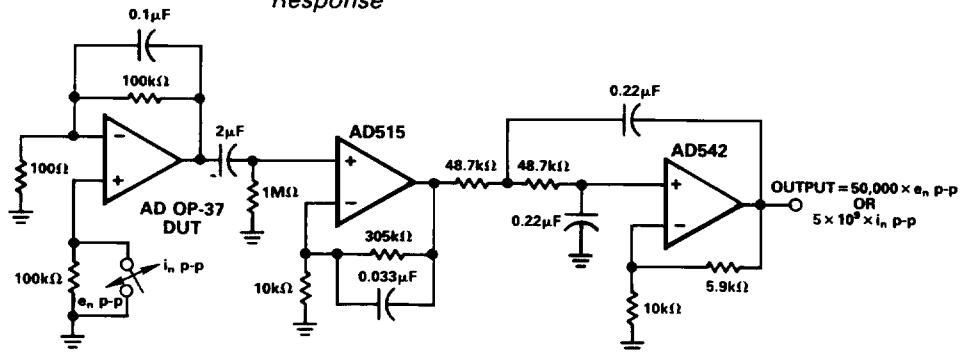 Response
0.1μF
100kΩ
100Ω
AD OP-37
DUT
100kΩ
iₙ p-p
eₙ p-p
2μF
1MΩ
AD515
305kΩ
0.033μF
10kΩ
48.7kΩ
48.7kΩ
0.22μF
0.22μF
AD542
5.9kΩ
10kΩ
OUTPUT = 50,000 × eₙ p-p
OR
5 × 10⁹ × iₙ p-p